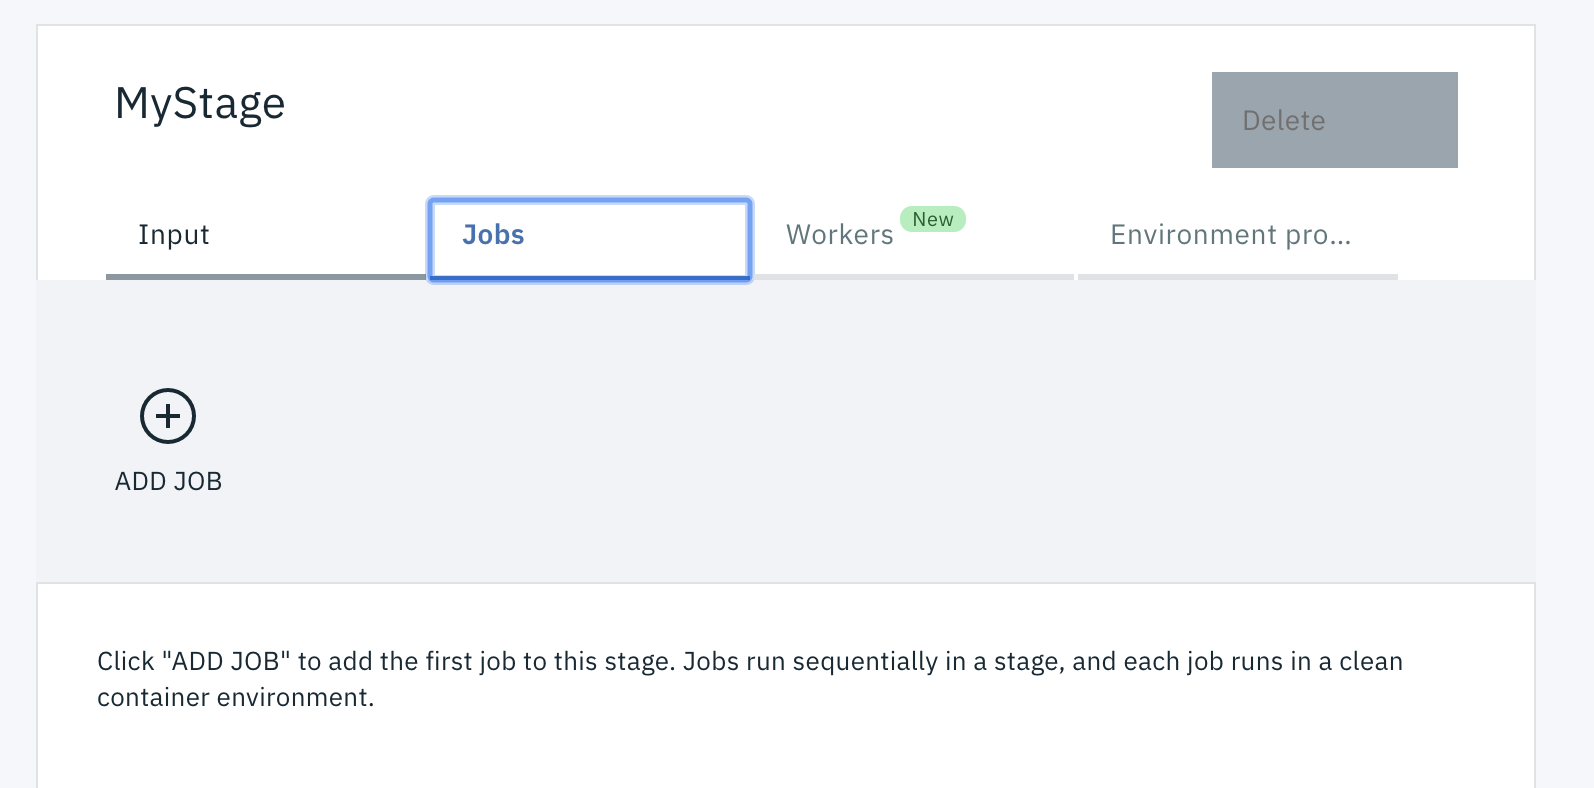 MyStage
Delete
Input
Jobs
Workers New
Environment pro...
ADD JOB
Click "ADD JOB" to add the first job to this stage. Jobs run sequentially in a stage, and each job runs in a clean
container environment.